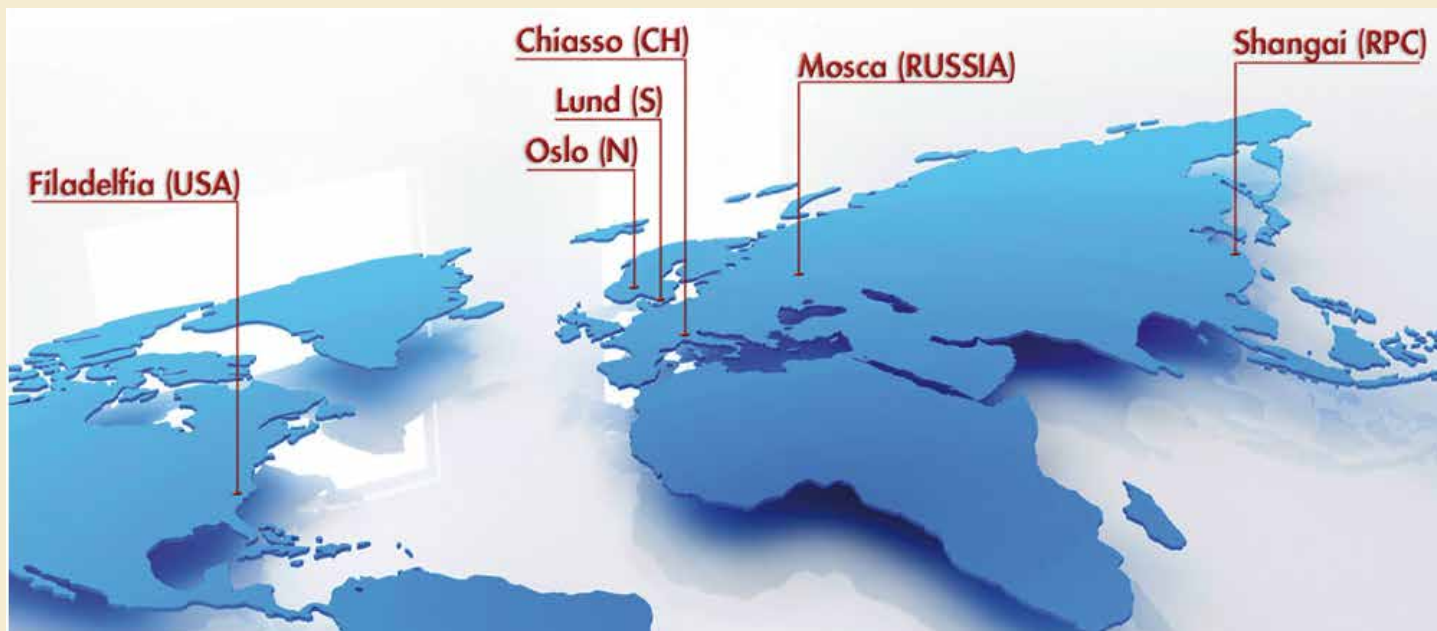 Chiasso (CH)
Shangai (RPC)
Mosca (RUSSIA)
Lund (S)
Oslo (N)
Filadelfia (USA)